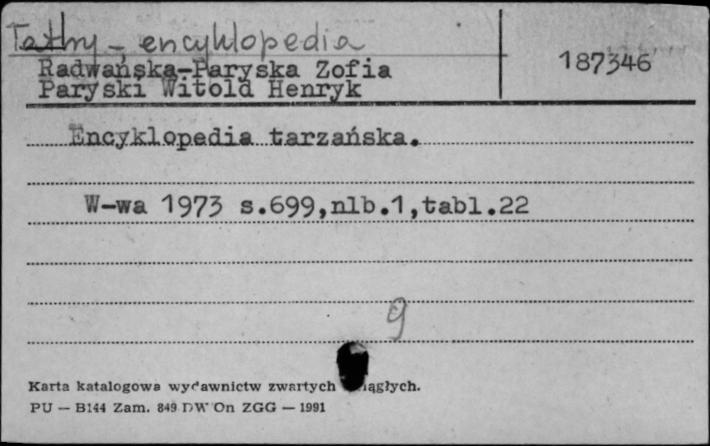 Tatry - encyklopedia
Radwańska-Paryska Zofia
Paryski Witold Henryk
187346
Encyklopedia tarzańska.
W-wa 1973 s.699,nlb.1,tabl.22
9
Karta katalogowa wydawnictw zwartych ągłych.
PU — B144 Zam. 849 DW On ZGG — 1991